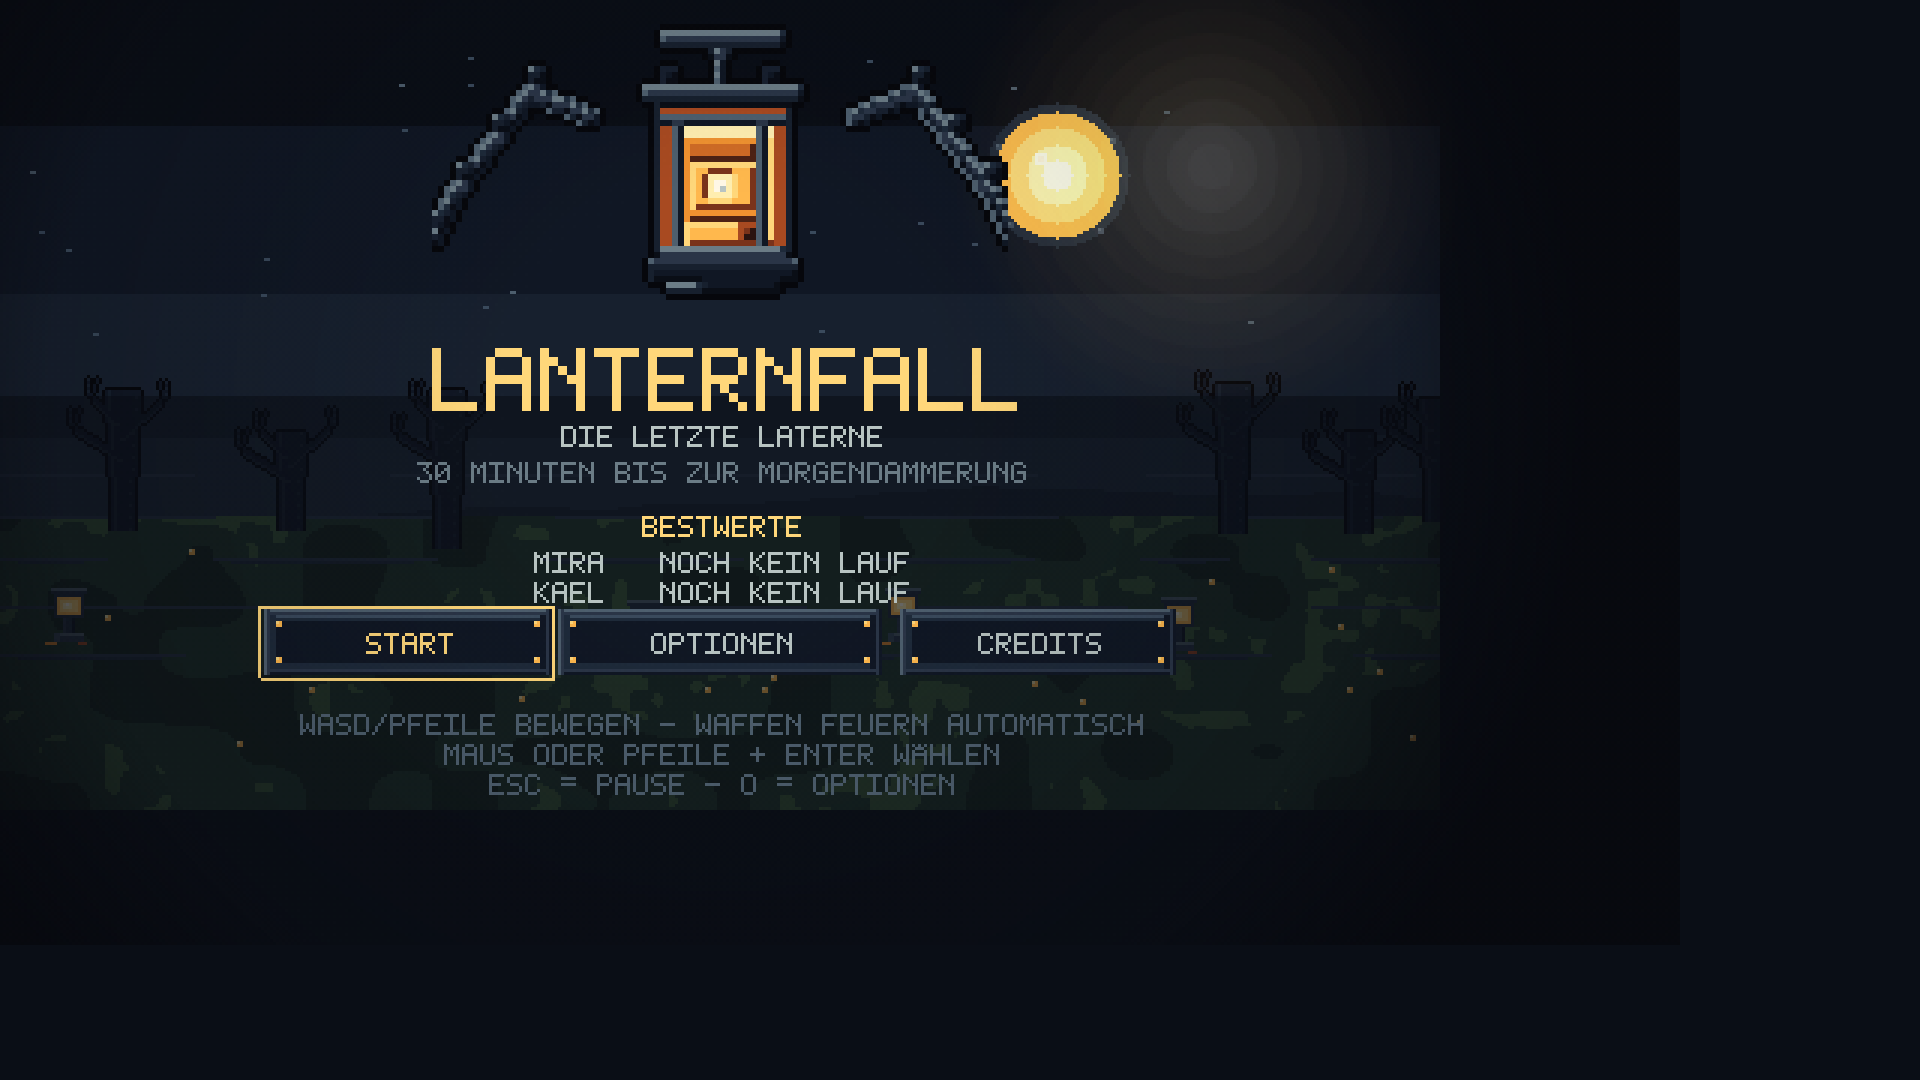 LANTERNFALL
DIE LETZTE LATERNE
30 MINUTEN BIS ZUR MORGENDAMMERUNG
BESTWERTE
MIRA NOCH KEIN LAUF
KAEL NOCH KEIN LAUF
START
OPTIONEN
CREDITS
WASD/PFEILE BEWEGEN – WAFFEN FEUERN AUTOMATISCH
MAUS ODER PFEILE + ENTER WÄHLEN
ESC = PAUSE – O = OPTIONEN